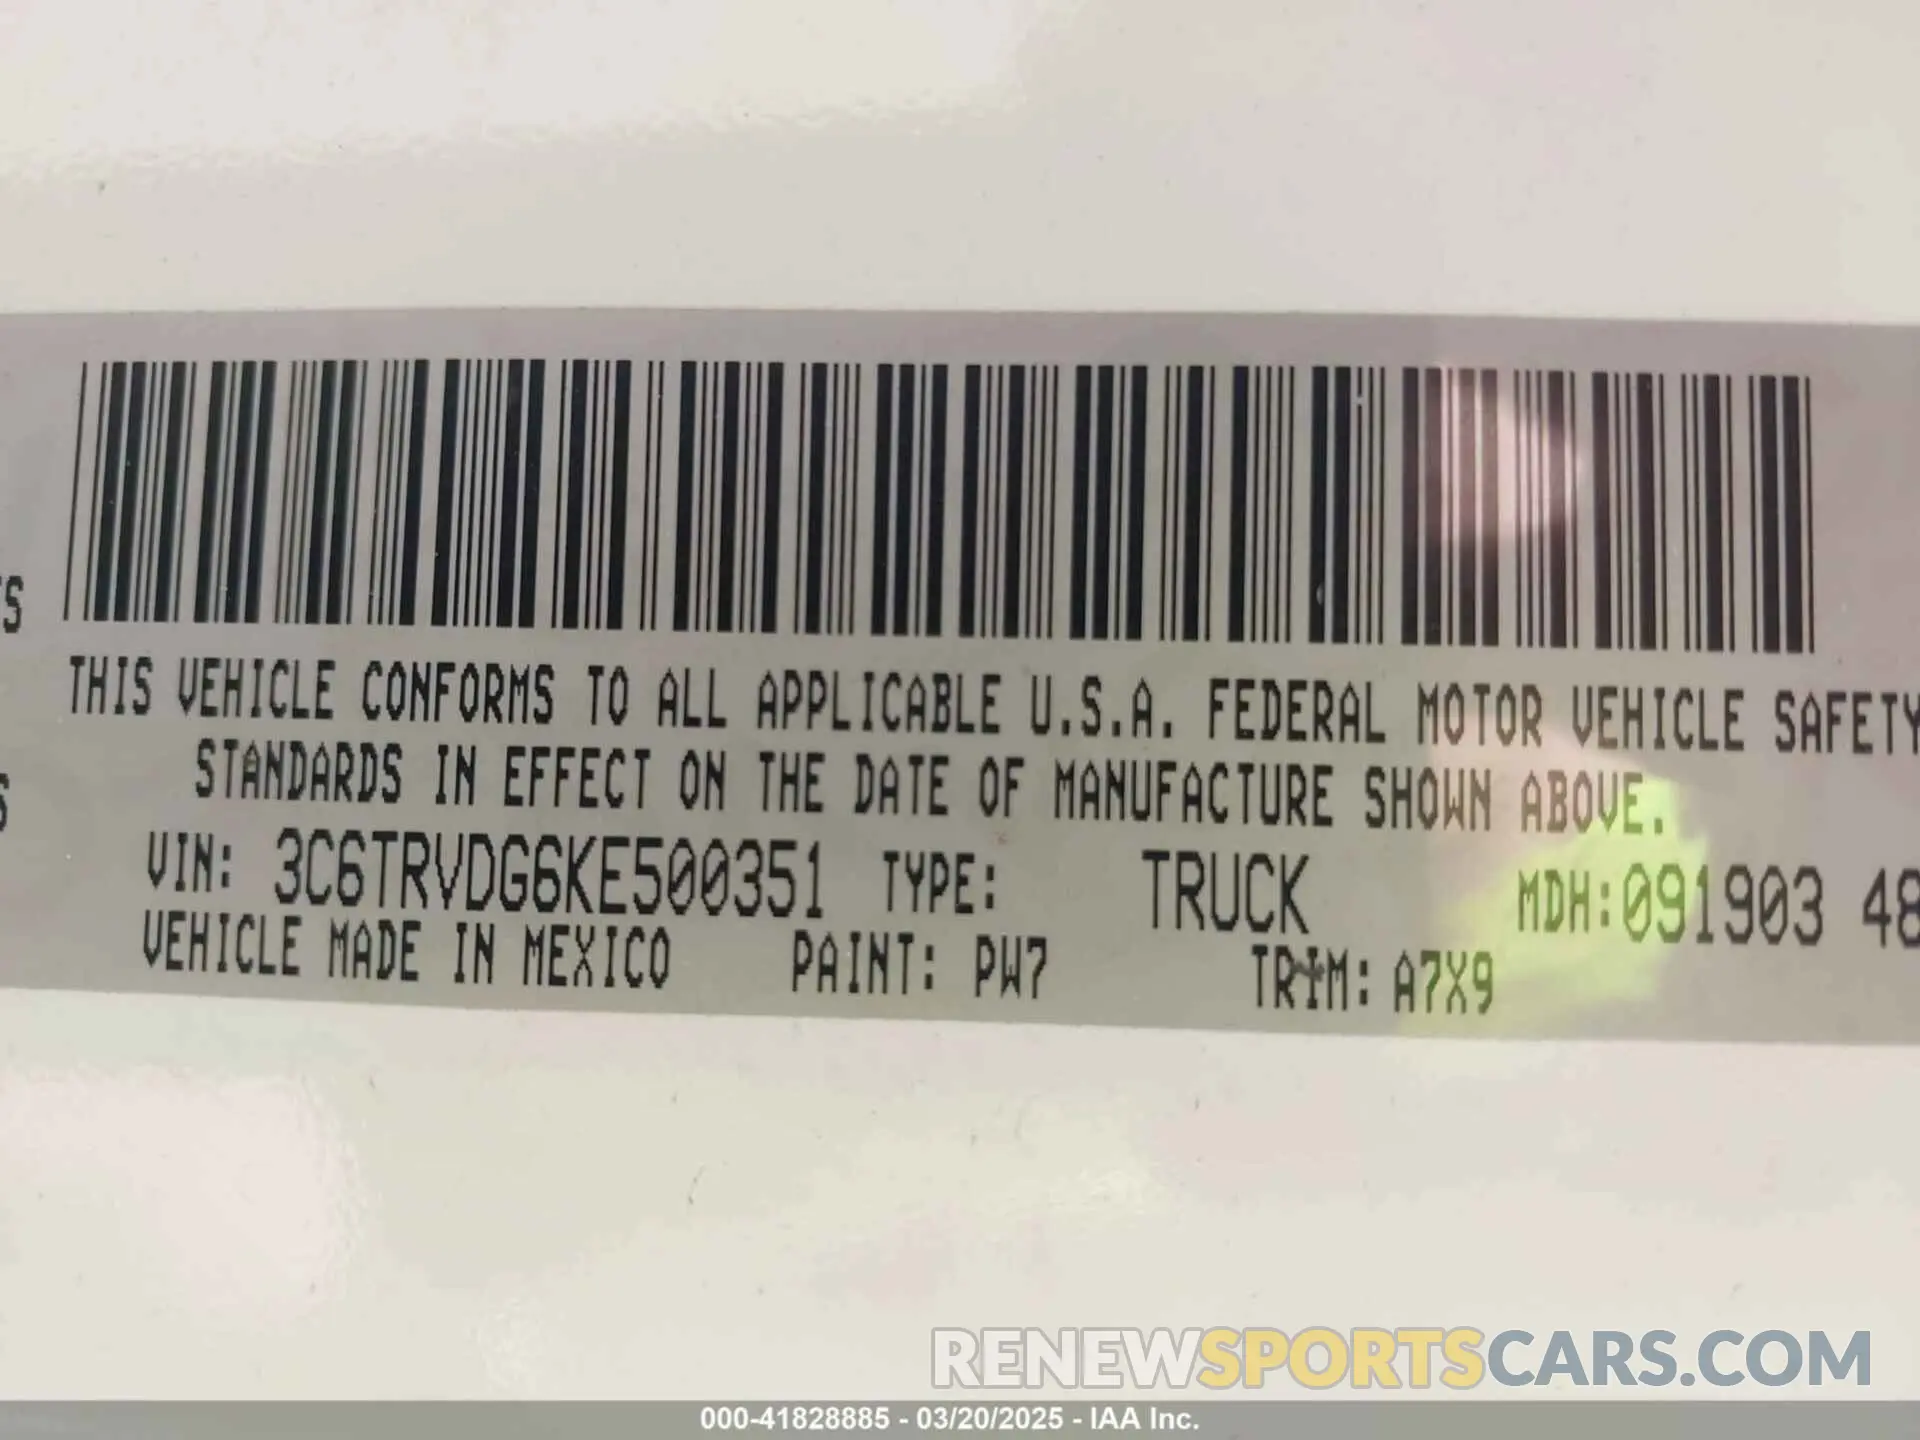 THIS VEHICLE CONFORMS TO ALL APPLICABLE U.S.A. FEDERAL MOTOR VEHICLE SAFETY
STANDARDS IN EFFECT ON THE DATE OF MANUFACTURE SHOWN ABOVE.
VIN: 3C6TRVDG6KE500351 TYPE: TRUCK MDH:091903 48
VEHICLE MADE IN MEXICO PAINT: PW7 TRIM: A7X9
RENEWSPORTSCARS.COM
000-41828885 - 03/20/2025 - IAA Inc.